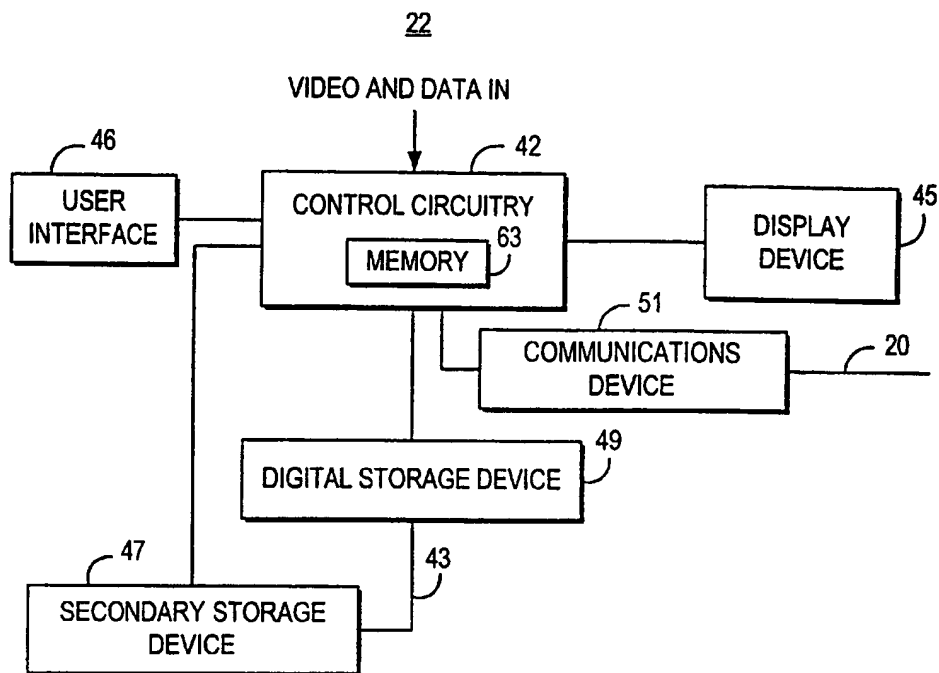 22
VIDEO AND DATA IN
46
42
45
USER
INTERFACE
CONTROL CIRCUITRY
63
MEMORY
DISPLAY
DEVICE
51
COMMUNICATIONS
DEVICE
20
49
DIGITAL STORAGE DEVICE
47
43
SECONDARY STORAGE
DEVICE